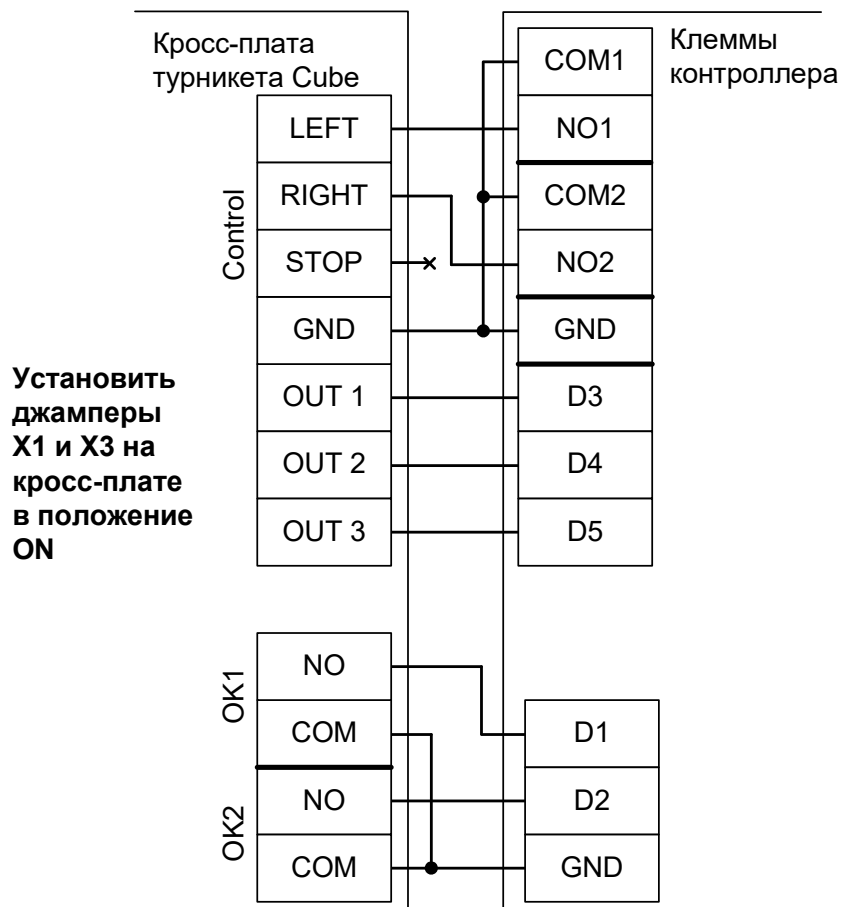 Кросс-плата
турникета Cube
Клеммы
контроллера
Control
LEFT
RIGHT
STOP
GND
OUT 1
OUT 2
OUT 3
COM1
NO1
COM2
NO2
GND
D3
D4
D5
Установить
джамперы
X1 и X3 на
кросс-плате
в положение
ON
OK1
NO
COM
OK2
NO
COM
D1
D2
GND